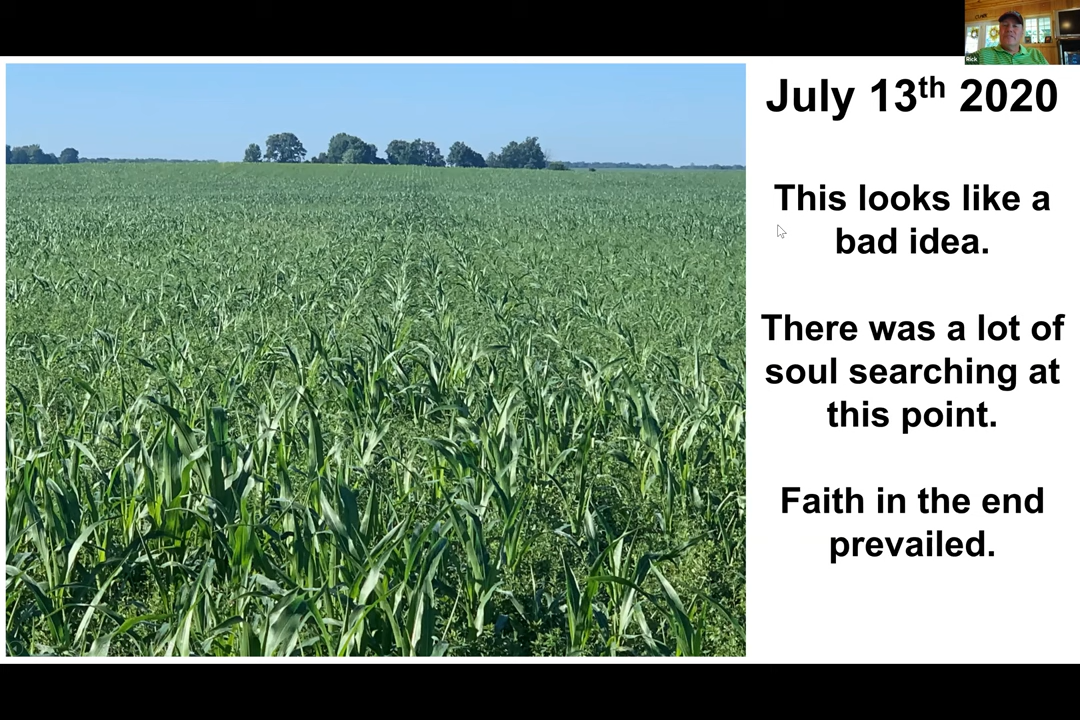 Rick
July 13th 2020
This looks like a
bad idea.
There was a lot of
soul searching at
this point.
Faith in the end
prevailed.